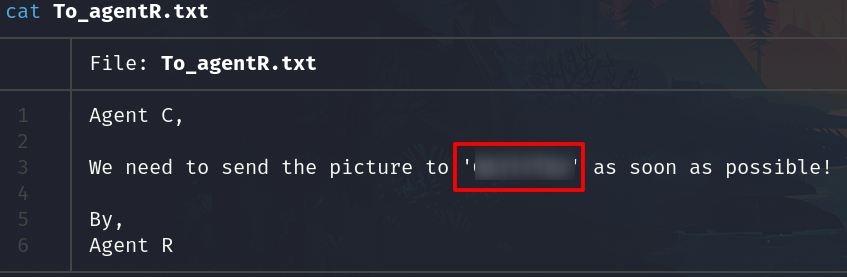 cat To_agentR.txt
File: To_agentR.txt
1 Agent C,
2
3 We need to send the picture to '' as soon as possible!
4
5 By,
6 Agent R